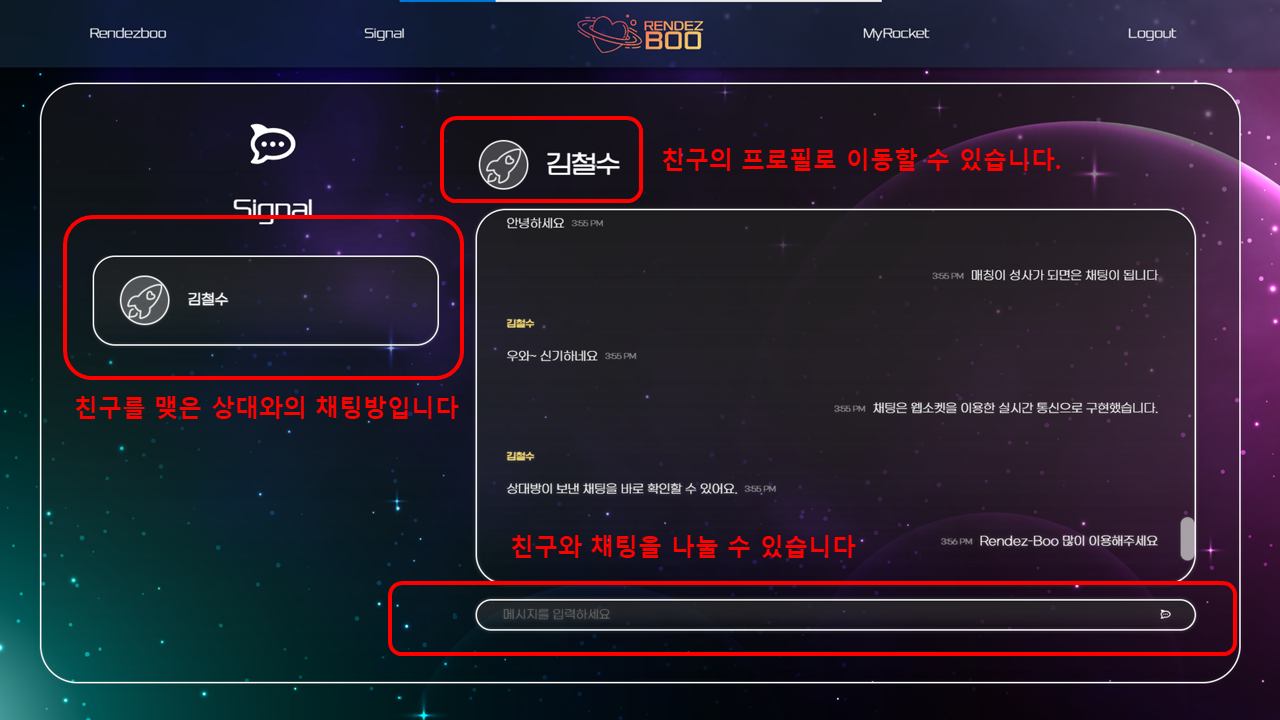 Rendezboo
Signal
RENDEZ
BOO
MyRocket
Logout
Signal
김철수
친구의 프로필로 이동할 수 있습니다.
김철수
친구를 맺은 상대와의 채팅방입니다
안녕하세요 3:55 PM
3:55 PM 매칭이 성사가 되면은 채팅이 됩니다
김철수
우와~ 신기하네요 3:55 PM
3:55 PM 채팅은 웹소켓을 이용한 실시간 통신으로 구현했습니다.
김철수
상대방이 보낸 채팅을 바로 확인할 수 있어요. 3:55 PM
3:56 PM Rendez-Boo 많이 이용해주세요
친구와 채팅을 나눌 수 있습니다
메시지를 입력하세요